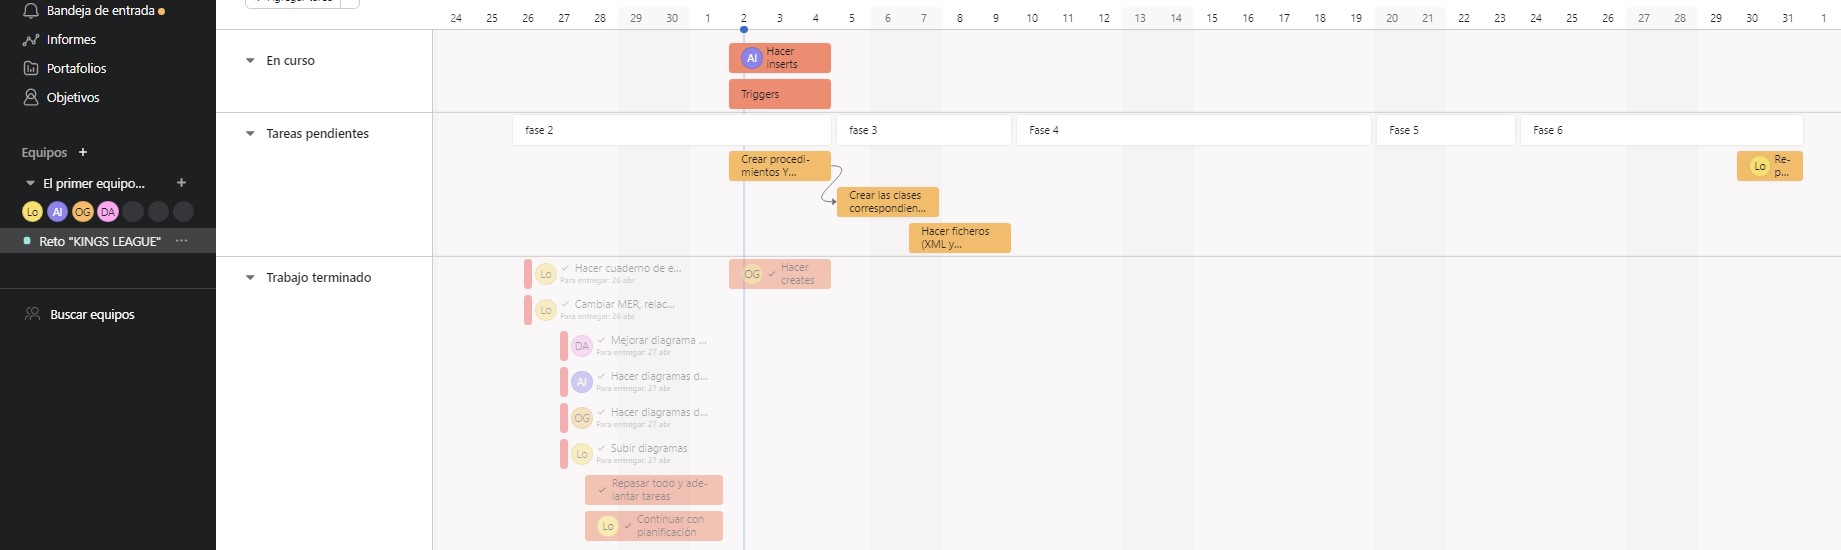 Bandeja de entrada
Informes
Portafolios
Objetivos
Equipos +
El primer equipo... +
Lo AI OG DA
Reto "KINGS LEAGUE" ...
Buscar equipos
24 25 26 27 28 29 30 1 2 3 4 5 6 7 8 9 10 11 12 13 14 15 16 17 18 19 20 21 22 23 24 25 26 27 28 29 30 31 1
En curso
AI Hacer
inserts
Triggers
Tareas pendientes
fase 2
fase 3
Fase 4
Fase 5
Fase 6
Crear procedi-
mientos Y...
Lo Re-
p...
Crear las clases
correspondien...
Hacer ficheros
(XML y...
Trabajo terminado
Lo ✓ Hacer cuaderno de e...
Para entregar: 26 abr
OG ✓ Hacer
creates
Lo ✓ Cambiar MER, relac...
Para entregar: 26 abr
DA ✓ Mejorar diagrama ...
Para entregar: 27 abr
AI ✓ Hacer diagramas d...
Para entregar: 27 abr
OG ✓ Hacer diagramas d...
Para entregar: 27 abr
Lo ✓ Subir diagramas
Para entregar: 27 abr
✓ Repasar todo y ade-
lantar tareas
Lo ✓ Continuar con
planificación